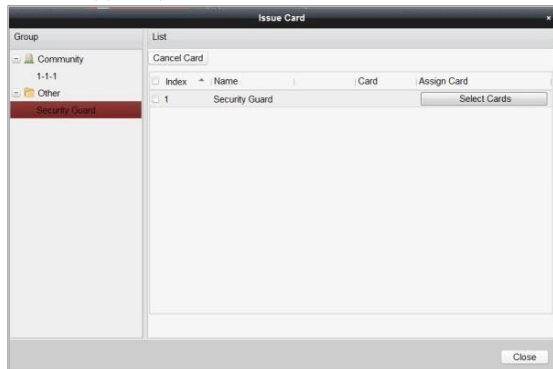 Issue Card
Group
List
Community
1-1-1
Other
Security Guard
Cancel Card
Index Name Card Assign Card
1 Security Guard Select Cards
Close